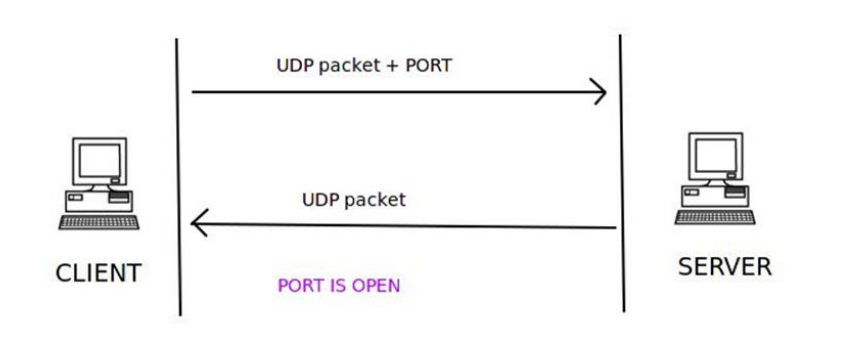 UDP packet + PORT
UDP packet
CLIENT
SERVER
PORT IS OPEN